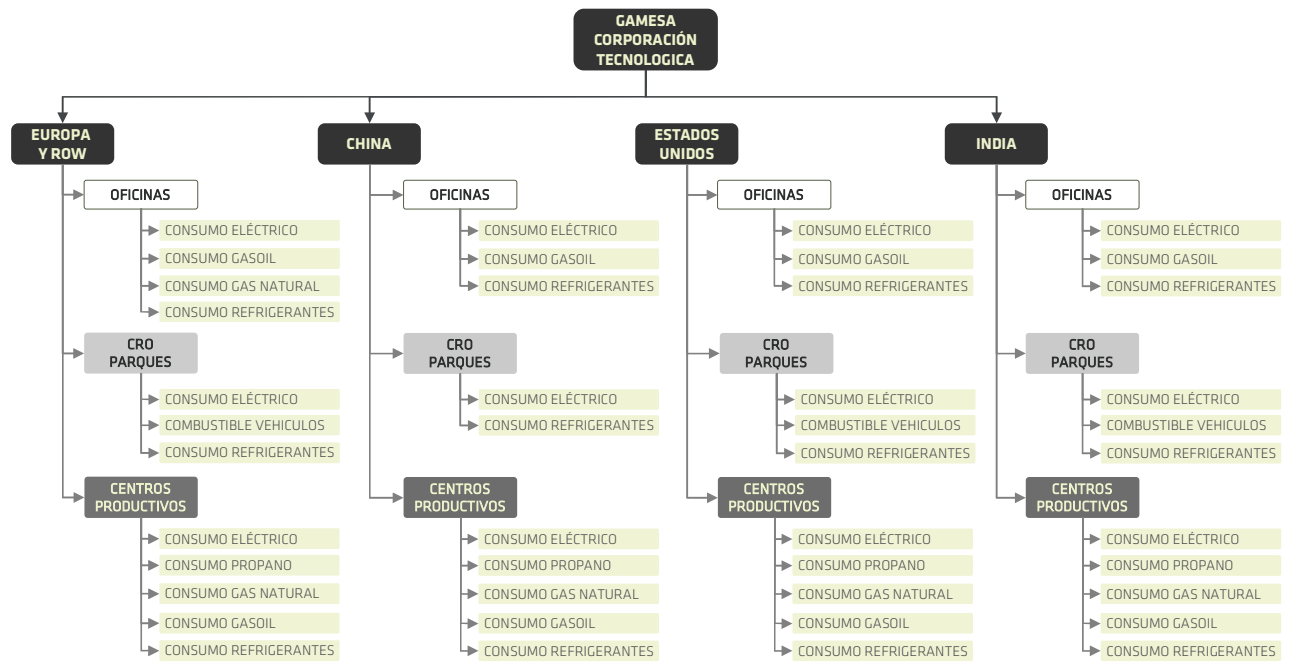 GAMESA
CORPORACIÓN
TECNOLOGICA
EUROPA
Y ROW
OFICINAS
CONSUMO ELÉCTRICO
CONSUMO GASOIL
CONSUMO GAS NATURAL
CONSUMO REFRIGERANTES
CRO
PARQUES
CONSUMO ELÉCTRICO
COMBUSTIBLE VEHICULOS
CONSUMO REFRIGERANTES
CENTROS
PRODUCTIVOS
CONSUMO ELÉCTRICO
CONSUMO PROPANO
CONSUMO GAS NATURAL
CONSUMO GASOIL
CONSUMO REFRIGERANTES
CHINA
OFICINAS
CONSUMO ELÉCTRICO
CONSUMO GASOIL
CONSUMO REFRIGERANTES
CRO
PARQUES
CONSUMO ELÉCTRICO
CONSUMO REFRIGERANTES
CENTROS
PRODUCTIVOS
CONSUMO ELÉCTRICO
CONSUMO PROPANO
CONSUMO GAS NATURAL
CONSUMO GASOIL
CONSUMO REFRIGERANTES
ESTADOS
UNIDOS
OFICINAS
CONSUMO ELÉCTRICO
CONSUMO GASOIL
CONSUMO REFRIGERANTES
CRO
PARQUES
CONSUMO ELÉCTRICO
COMBUSTIBLE VEHICULOS
CONSUMO REFRIGERANTES
CENTROS
PRODUCTIVOS
CONSUMO ELÉCTRICO
CONSUMO PROPANO
CONSUMO GAS NATURAL
CONSUMO GASOIL
CONSUMO REFRIGERANTES
INDIA
OFICINAS
CONSUMO ELÉCTRICO
CONSUMO GASOIL
CONSUMO REFRIGERANTES
CRO
PARQUES
CONSUMO ELÉCTRICO
COMBUSTIBLE VEHICULOS
CONSUMO REFRIGERANTES
CENTROS
PRODUCTIVOS
CONSUMO ELÉCTRICO
CONSUMO PROPANO
CONSUMO GAS NATURAL
CONSUMO GASOIL
CONSUMO REFRIGERANTES